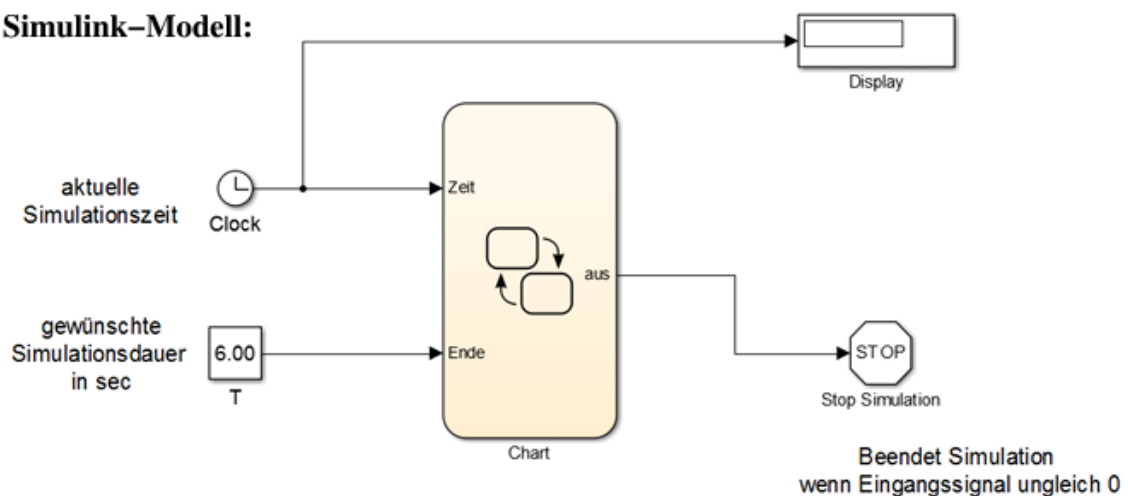 Simulink−Modell:
Display
aktuelle
Simulationszeit
Clock
Zeit
aus
gewünschte
Simulationsdauer
in sec
6.00
T
Ende
Chart
STOP
Stop Simulation
Beendet Simulation
wenn Eingangssignal ungleich 0